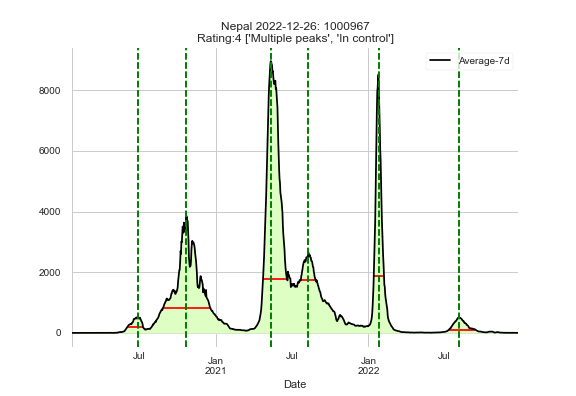 Nepal 2022-12-26: 1000967
Rating:4 ['Multiple peaks', 'In control']
Average-7d
8000
6000
4000
2000
0
Jul
Jan
2021
Jul
Jan
2022
Jul
Date